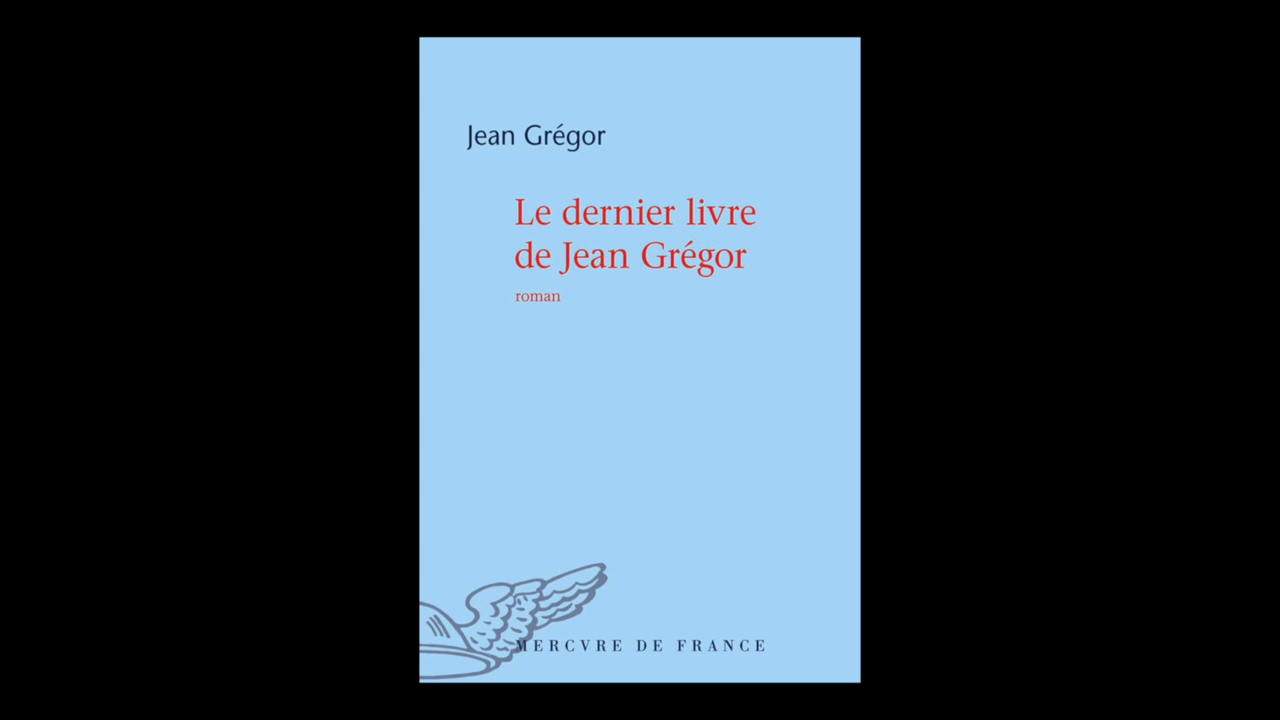 Jean Grégor
Le dernier livre
de Jean Grégor
roman
MERCVRE DE FRANCE